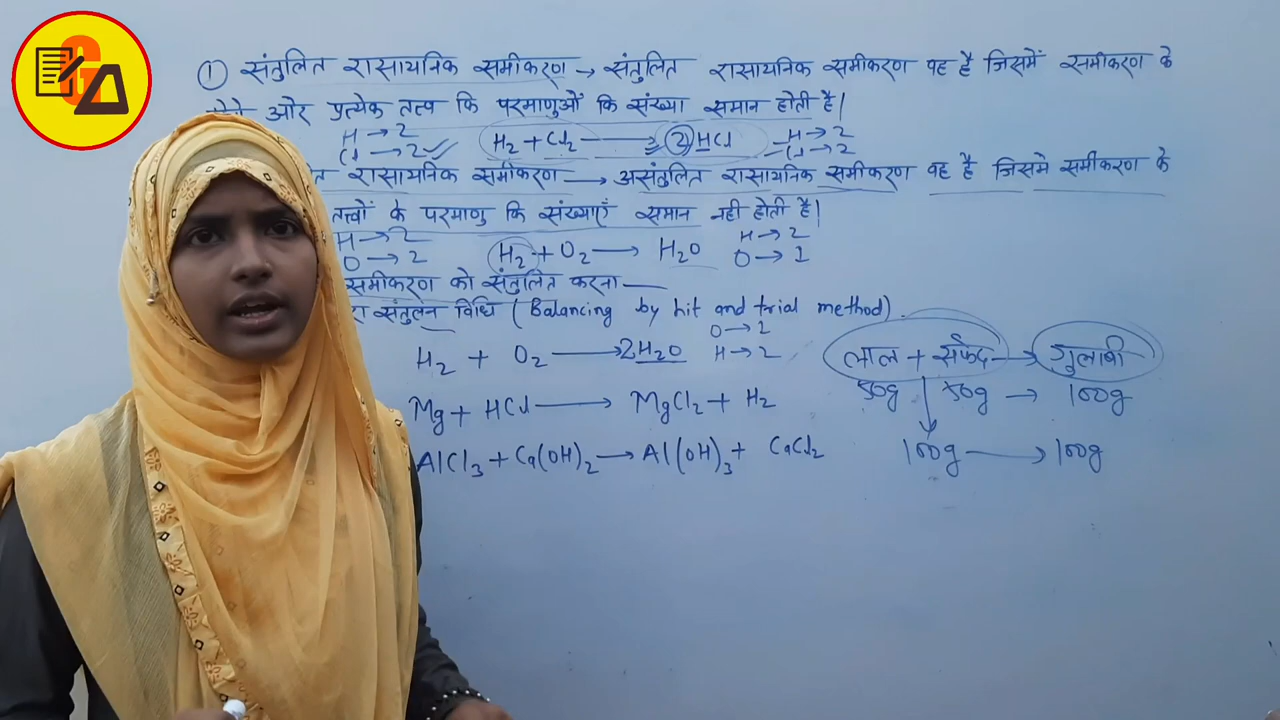 ① संतुलित रासायनिक समीकरण → संतुलित रासायनिक समीकरण वह है जिसमें समीकरण के
और प्रत्येक तत्व कि परमाणुओं कि संख्या समान होती है|
H → 2
Cl → 2 H₂ + Cl₂ → 2 HCl H → 2
Cl → 2
रासायनिक समीकरण → असंतुलित रासायनिक समीकरण वह है जिसमे समीकरण के
तत्वों के परमाणु कि संख्याएँ समान नही होती है|
H → 2 H₂ + O₂ → H₂O H → 2
O → 2 O → 1
समीकरण को संतुलित करना —
संतुलन विधि (Balancing by hit and trial method).
O → 2
H₂ + O₂ → 2H₂O H → 2 लाल + सफेद → गुलाबी
Mg + HCl → MgCl₂ + H₂ 50g 50g → 100g
AlCl₃ + Ca(OH)₂ → Al(OH)₃ + CaCl₂ 100g → 100g